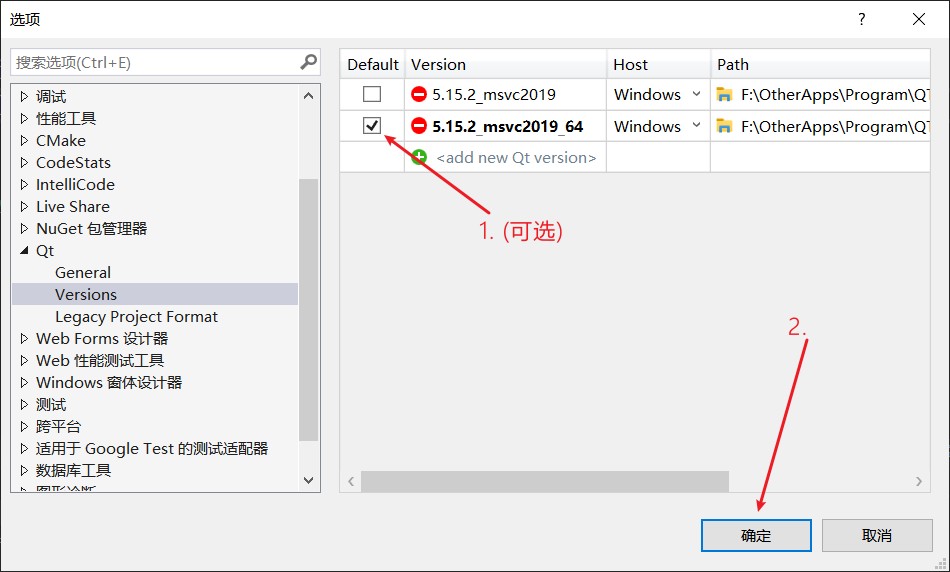 选项
?
搜索选项(Ctrl+E)
调试
性能工具
CMake
CodeStats
IntelliCode
Live Share
NuGet 包管理器
Qt
General
Versions
Legacy Project Format
Web Forms 设计器
Web 性能测试工具
Windows 窗体设计器
测试
跨平台
适用于 Google Test 的测试适配器
数据库工具
图形诊断
Default Version Host Path
5.15.2_msvc2019 Windows F:\OtherApps\Program\QT
5.15.2_msvc2019_64 Windows F:\OtherApps\Program\QT
<add new Qt version>
1. (可选)
2.
确定 取消